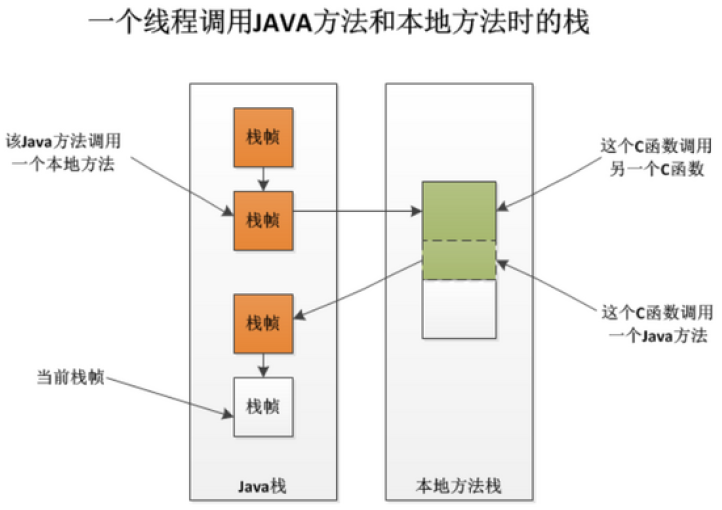 一个线程调用JAVA方法和本地方法时的栈
该Java方法调用
一个本地方法
栈帧
栈帧
这个C函数调用
另一个C函数
栈帧
这个C函数调用
一个Java方法
当前栈帧
栈帧
Java栈
本地方法栈